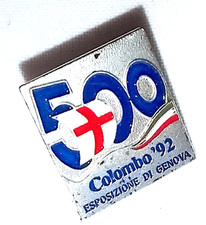 500
Colombo '92
ESPOSIZIONE DI GENOVA